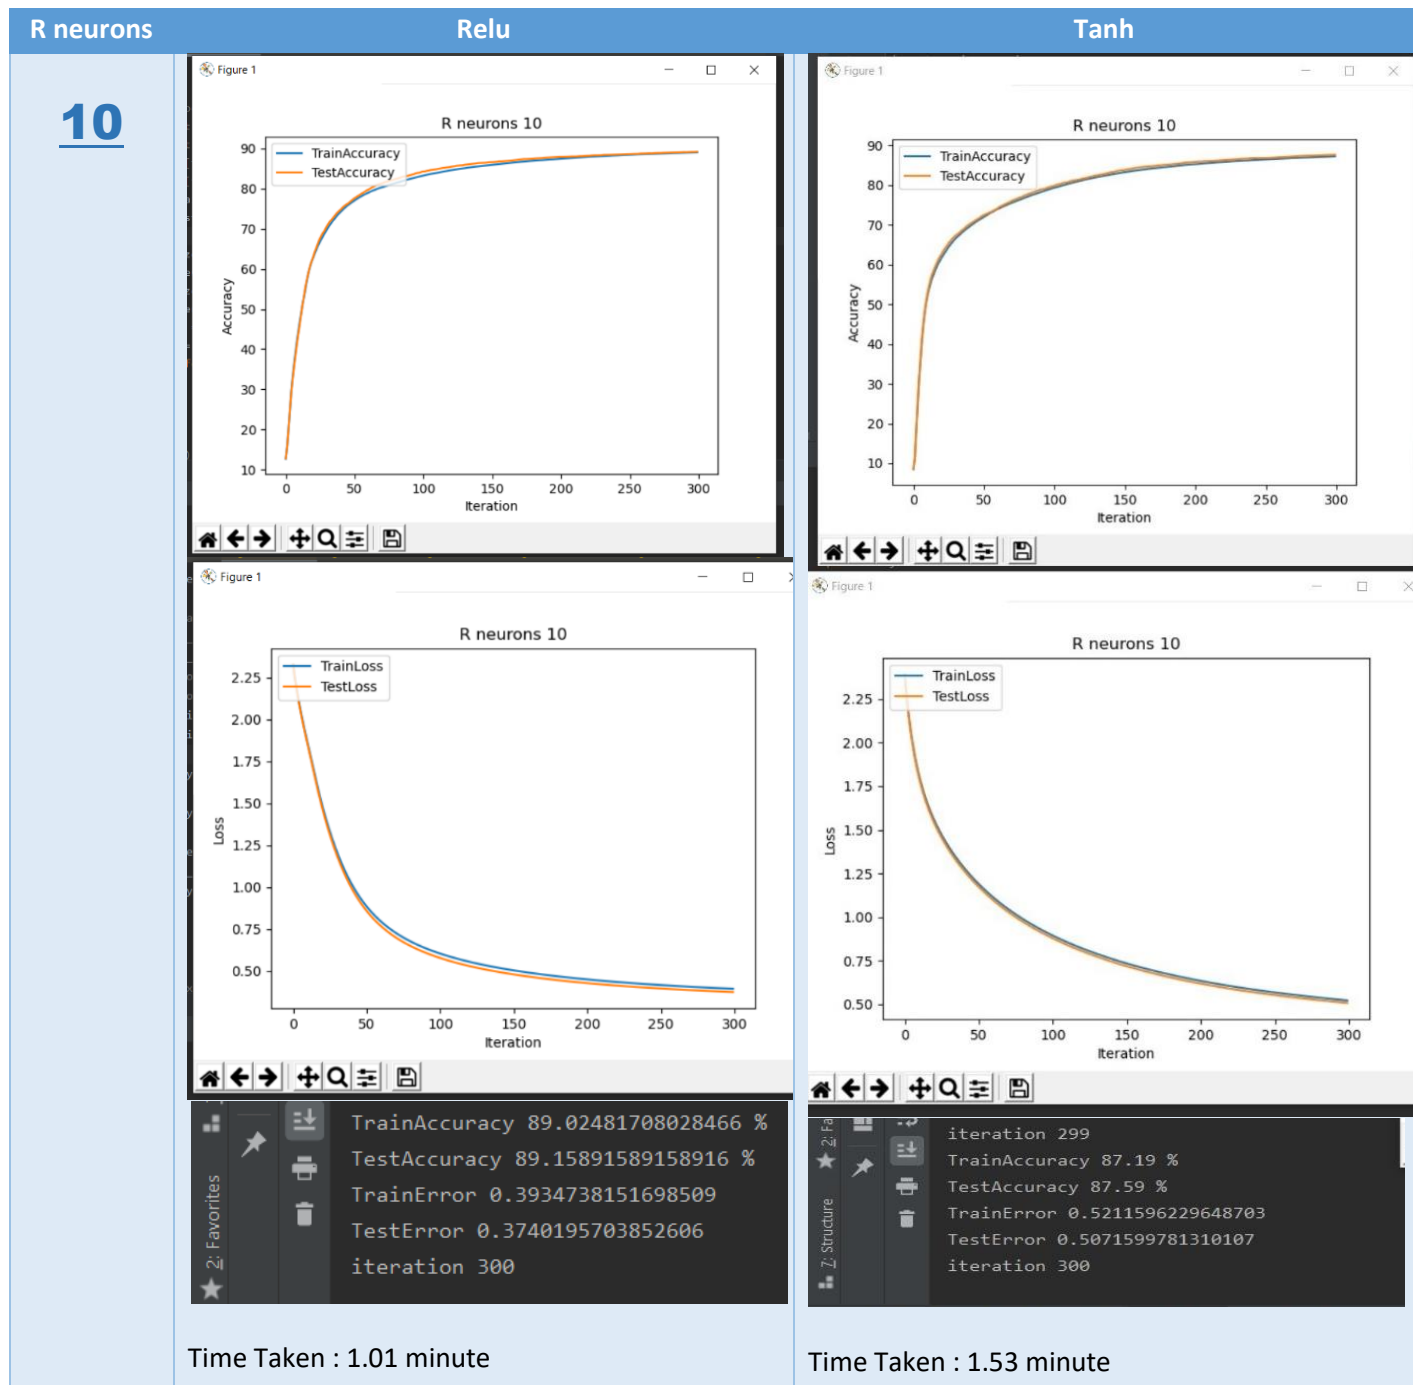 R neurons Relu Tanh
10
Figure 1
R neurons 10
TrainAccuracy
TestAccuracy
90
80
70
60
50
40
30
20
10
Accuracy
0 50 100 150 200 250 300
Iteration
Figure 1
R neurons 10
TrainLoss
TestLoss
2.25
2.00
1.75
1.50
1.25
1.00
0.75
0.50
Loss
0 50 100 150 200 250 300
Iteration
2: Favorites
TrainAccuracy 89.02481708028466 %
TestAccuracy 89.15891589158916 %
TrainError 0.3934738151698509
TestError 0.3740195703852606
iteration 300
Time Taken : 1.01 minute
Figure 1
R neurons 10
TrainAccuracy
TestAccuracy
90
80
70
60
50
40
30
20
10
Accuracy
0 50 100 150 200 250 300
Iteration
Figure 1
R neurons 10
TrainLoss
TestLoss
2.25
2.00
1.75
1.50
1.25
1.00
0.75
0.50
Loss
0 50 100 150 200 250 300
Iteration
2: Fa
7: Structure
iteration 299
TrainAccuracy 87.19 %
TestAccuracy 87.59 %
TrainError 0.5211596229648703
TestError 0.5071599781310107
iteration 300
Time Taken : 1.53 minute